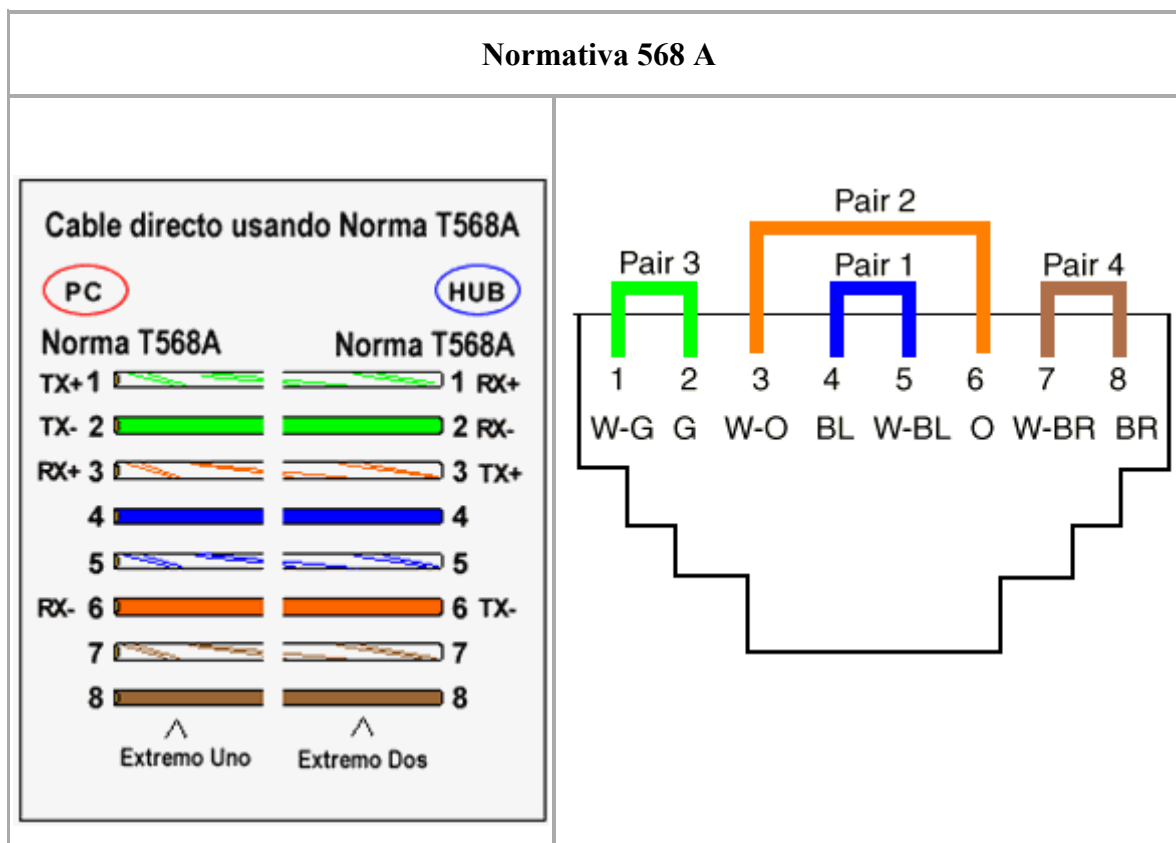 Normativa 568 A
Cable directo usando Norma T568A
PC
HUB
Norma T568A
Norma T568A
TX+ 1
1 RX+
TX- 2
2 RX-
RX+ 3
3 TX+
4
4
5
5
RX- 6
6 TX-
7
7
8
8
Extremo Uno
Extremo Dos
Pair 2
Pair 3
Pair 1
Pair 4
1 2 3 4 5 6 7 8
W-G G W-O BL W-BL O W-BR BR